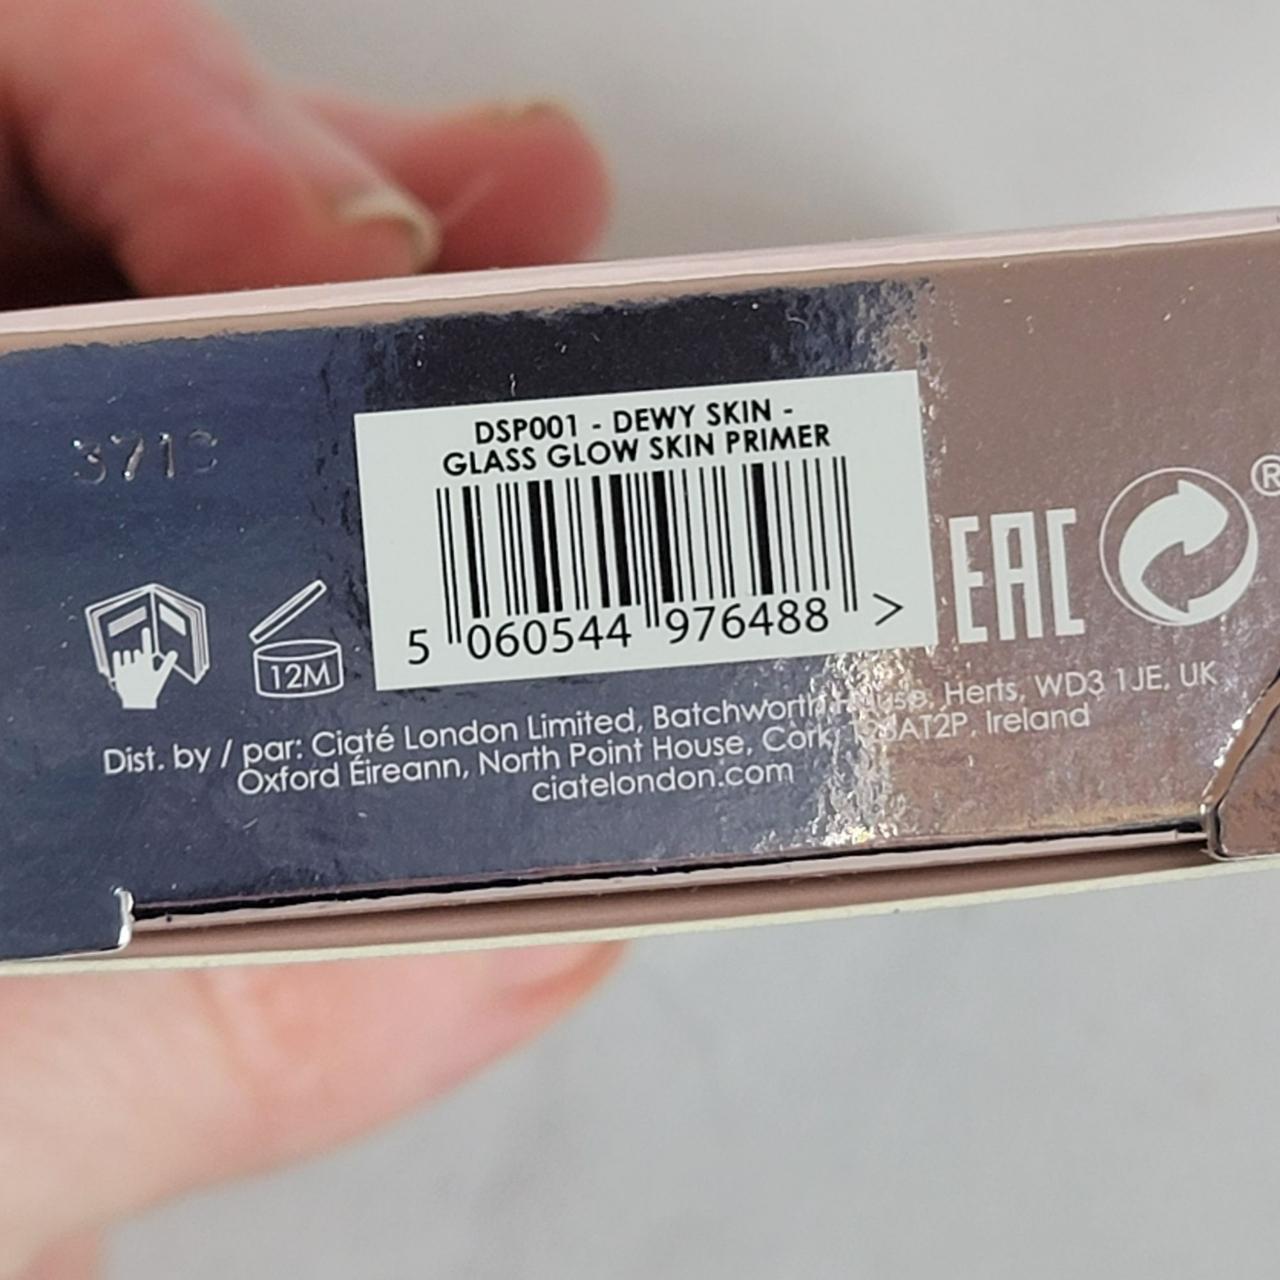 DSP001 - DEWY SKIN -
GLASS GLOW SKIN PRIMER
5 060544 976488 >
EAC
®
12M
Dist. by / par: Ciaté London Limited, Batchworth House, Herts, WD3 1JE, UK
Oxford Éireann, North Point House, Cork, Ireland
ciatelondon.com